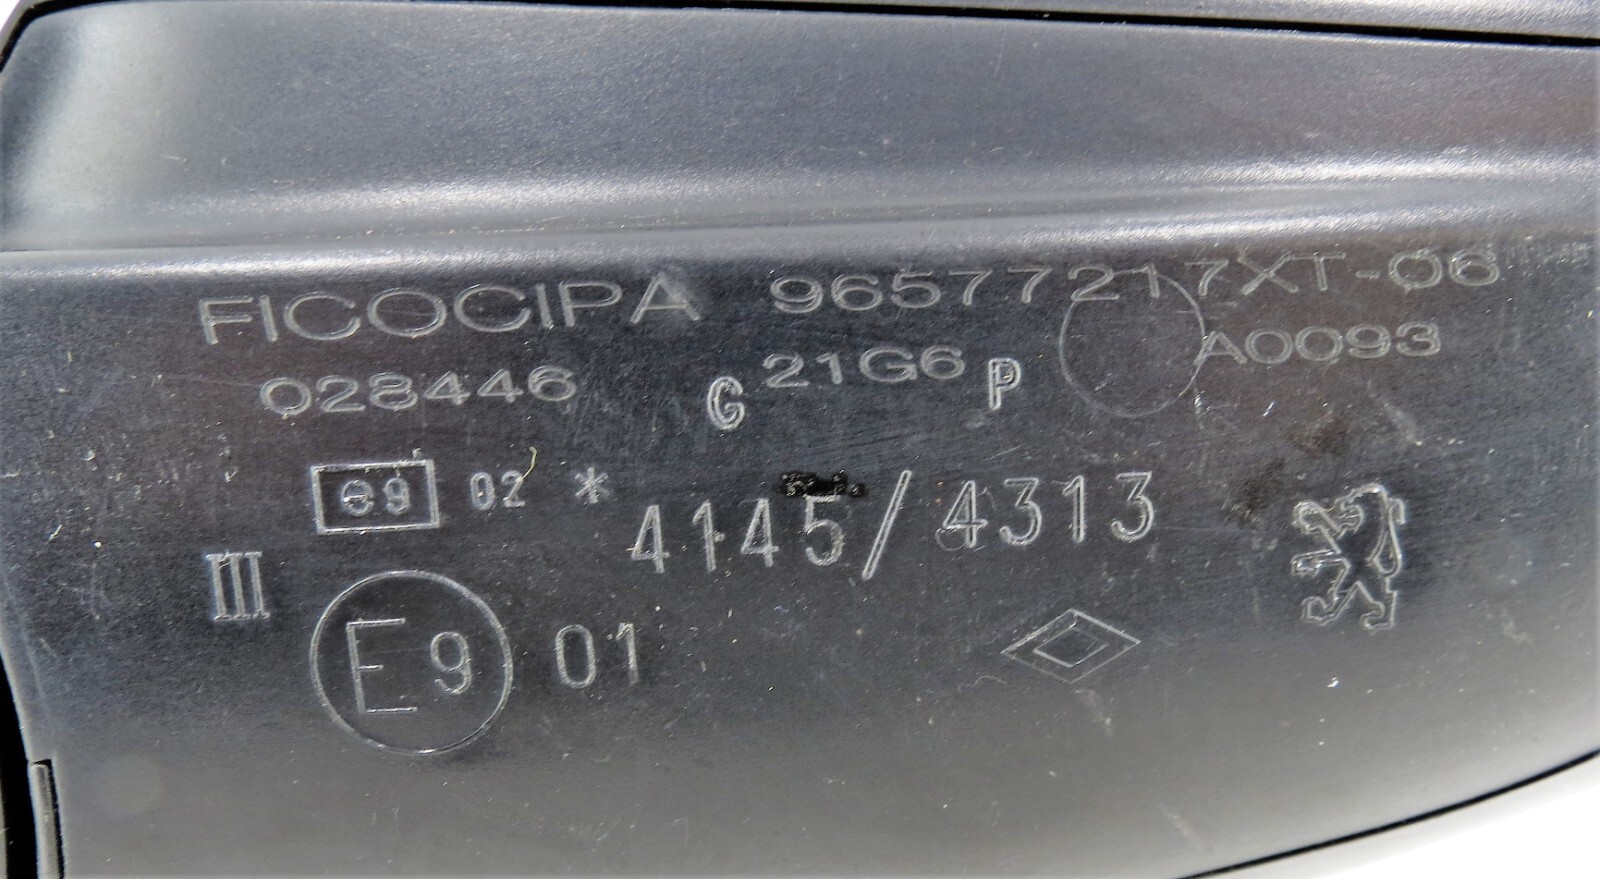 FICOCIPA 96577217XT-06
028446 G 21G6 P A0093
e9 02 * 4145/4313
III
E9 01